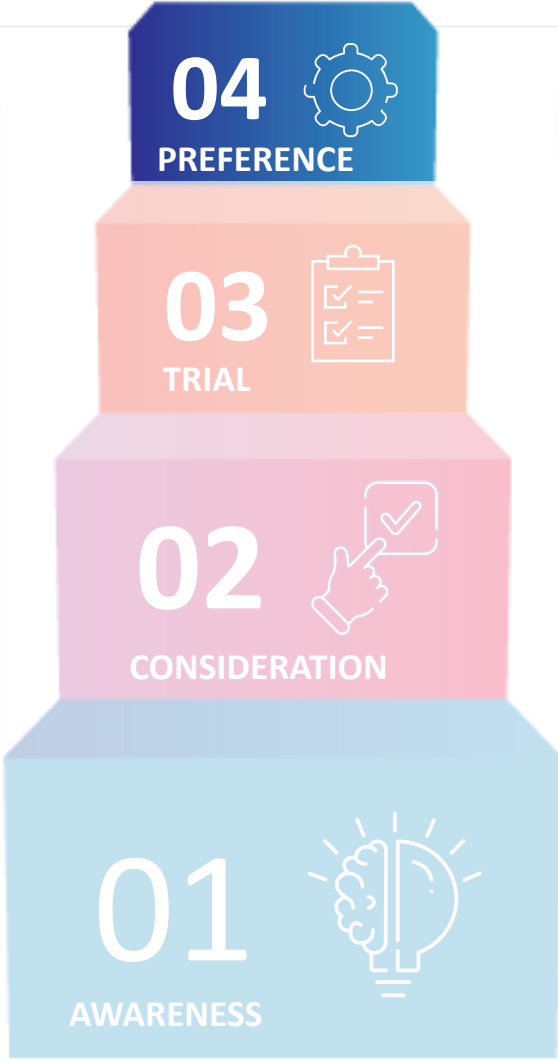 04
PREFERENCE
03
TRIAL
02
CONSIDERATION
01
AWARENESS